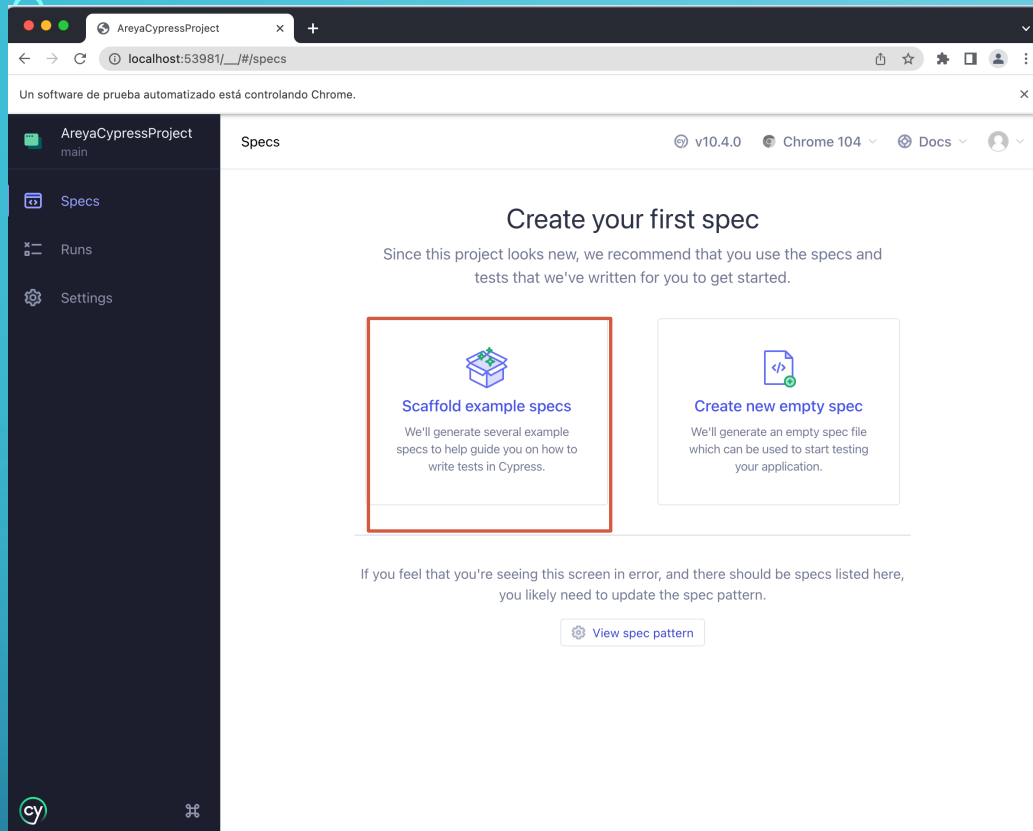 AreyaCypressProject
localhost:53981/__/#/specs
Un software de prueba automatizado está controlando Chrome.
AreyaCypressProject
main
Specs
v10.4.0
Chrome 104
Docs
Specs
Runs
Settings
Create your first spec
Since this project looks new, we recommend that you use the specs and
tests that we've written for you to get started.
Scaffold example specs
We'll generate several example
specs to help guide you on how to
write tests in Cypress.
Create new empty spec
We'll generate an empty spec file
which can be used to start testing
your application.
If you feel that you're seeing this screen in error, and there should be specs listed here,
you likely need to update the spec pattern.
View spec pattern
cy